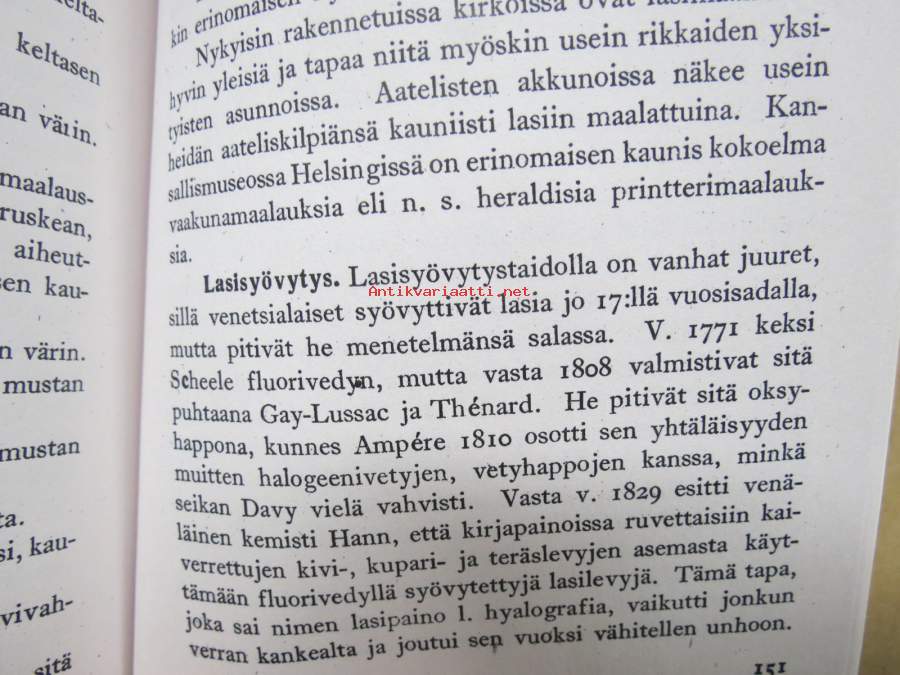 keltasen
an värin.
maalaus-
ruskean,
aiheut-
sen kau-
n värin.
mustan
mustan
ta.
si, kau-
vivah-
sitä
kin erinomaisen
Nykyisin rakennetuissa kirkoissa ovat
hyvin yleisiä ja tapaa niitä myöskin usein rikkaiden yksi-
tyisten asunnoissa. Aatelisten akkunoissa näkee usein
heidän aateliskilpiänsä kauniisti lasiin maalattuina. Kan-
sallismuseossa Helsingissä on erinomaisen kaunis kokoelma
vaakunamaalauksia eli n. s. heraldisia printterimaalauk-
sia.
Lasisyövytys. Lasisyövytystaidolla on vanhat juuret,
Antikvariaatti.net
sillä venetsialaiset syövyttivät lasia jo 17:llä vuosisadalla,
mutta pitivät he menetelmänsä salassa. V. 1771 keksi
Scheele fluorivedyn, mutta vasta 1808 valmistivat sitä
puhtaana Gay-Lussac ja Thénard. He pitivät sitä oksy-
happona, kunnes Ampére 1810 osotti sen yhtäläisyyden
muitten halogeenivetyjen, vetyhappojen kanssa, minkä
seikan Davy vielä vahvisti. Vasta v. 1829 esitti venä-
läinen kemisti Hann, että kirjapainoissa ruvettaisiin kai-
verrettujen kivi-, kupari- ja teräslevyjen asemasta käyt-
tämään fluorivedyllä syövytettyjä lasilevyjä. Tämä tapa,
joka sai nimen lasipaino l. hyalografia, vaikutti jonkun
verran kankealta ja joutui sen vuoksi vähitellen unhoon.
151